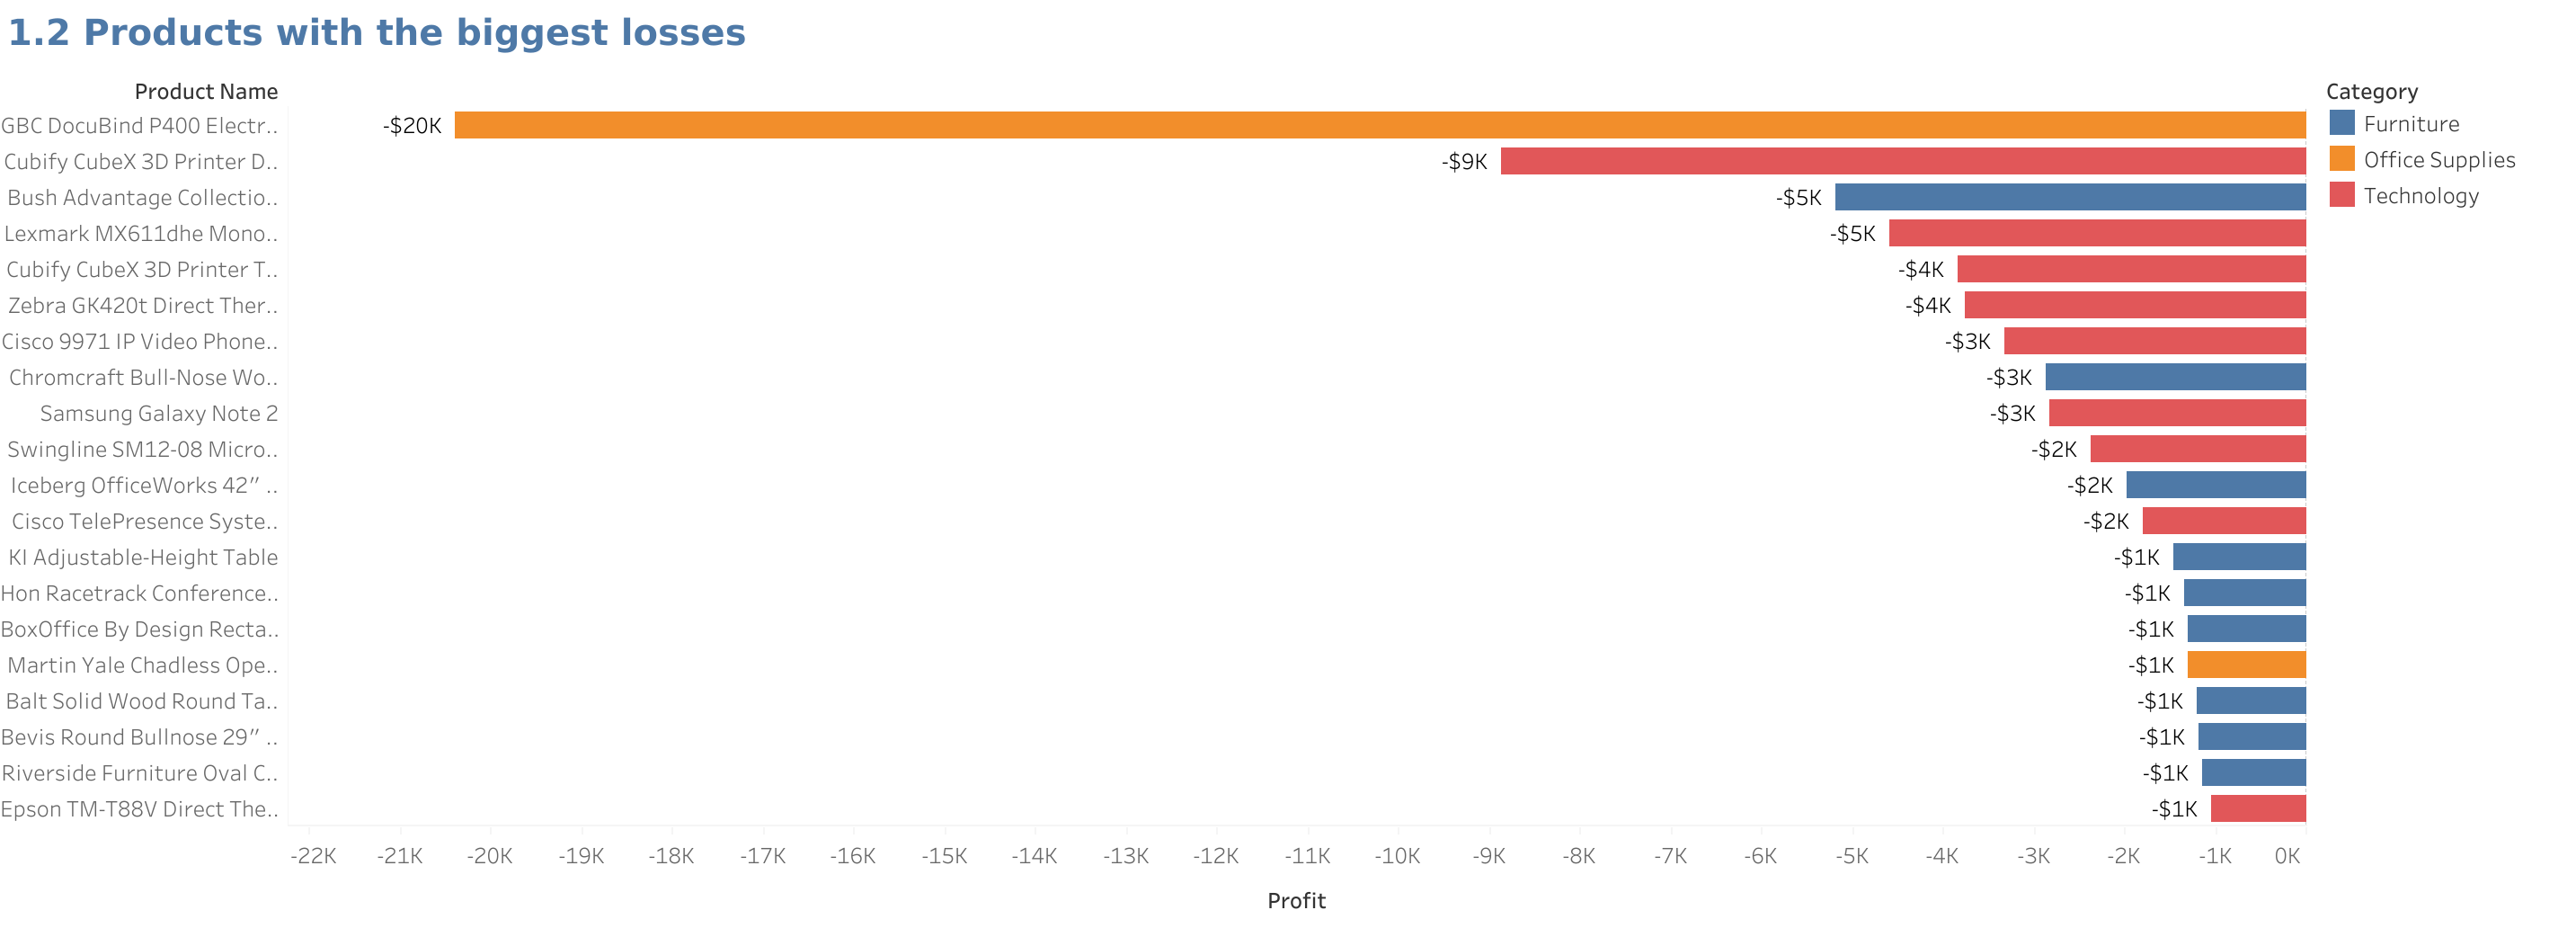 1.2 Products with the biggest losses
Product Name
Category
GBC DocuBind P400 Electr.. -$20K
Furniture
Cubify CubeX 3D Printer D.. -$9K
Office Supplies
Bush Advantage Collectio.. -$5K
Technology
Lexmark MX611dhe Mono.. -$5K
Cubify CubeX 3D Printer T.. -$4K
Zebra GK420t Direct Ther.. -$4K
Cisco 9971 IP Video Phone.. -$3K
Chromcraft Bull-Nose Wo.. -$3K
Samsung Galaxy Note 2 -$3K
Swingline SM12-08 Micro.. -$2K
Iceberg OfficeWorks 42” .. -$2K
Cisco TelePresence Syste.. -$2K
KI Adjustable-Height Table -$1K
Hon Racetrack Conference.. -$1K
BoxOffice By Design Recta.. -$1K
Martin Yale Chadless Ope.. -$1K
Balt Solid Wood Round Ta.. -$1K
Bevis Round Bullnose 29” .. -$1K
Riverside Furniture Oval C.. -$1K
Epson TM-T88V Direct The.. -$1K
-22K -21K -20K -19K -18K -17K -16K -15K -14K -13K -12K -11K -10K -9K -8K -7K -6K -5K -4K -3K -2K -1K 0K
Profit